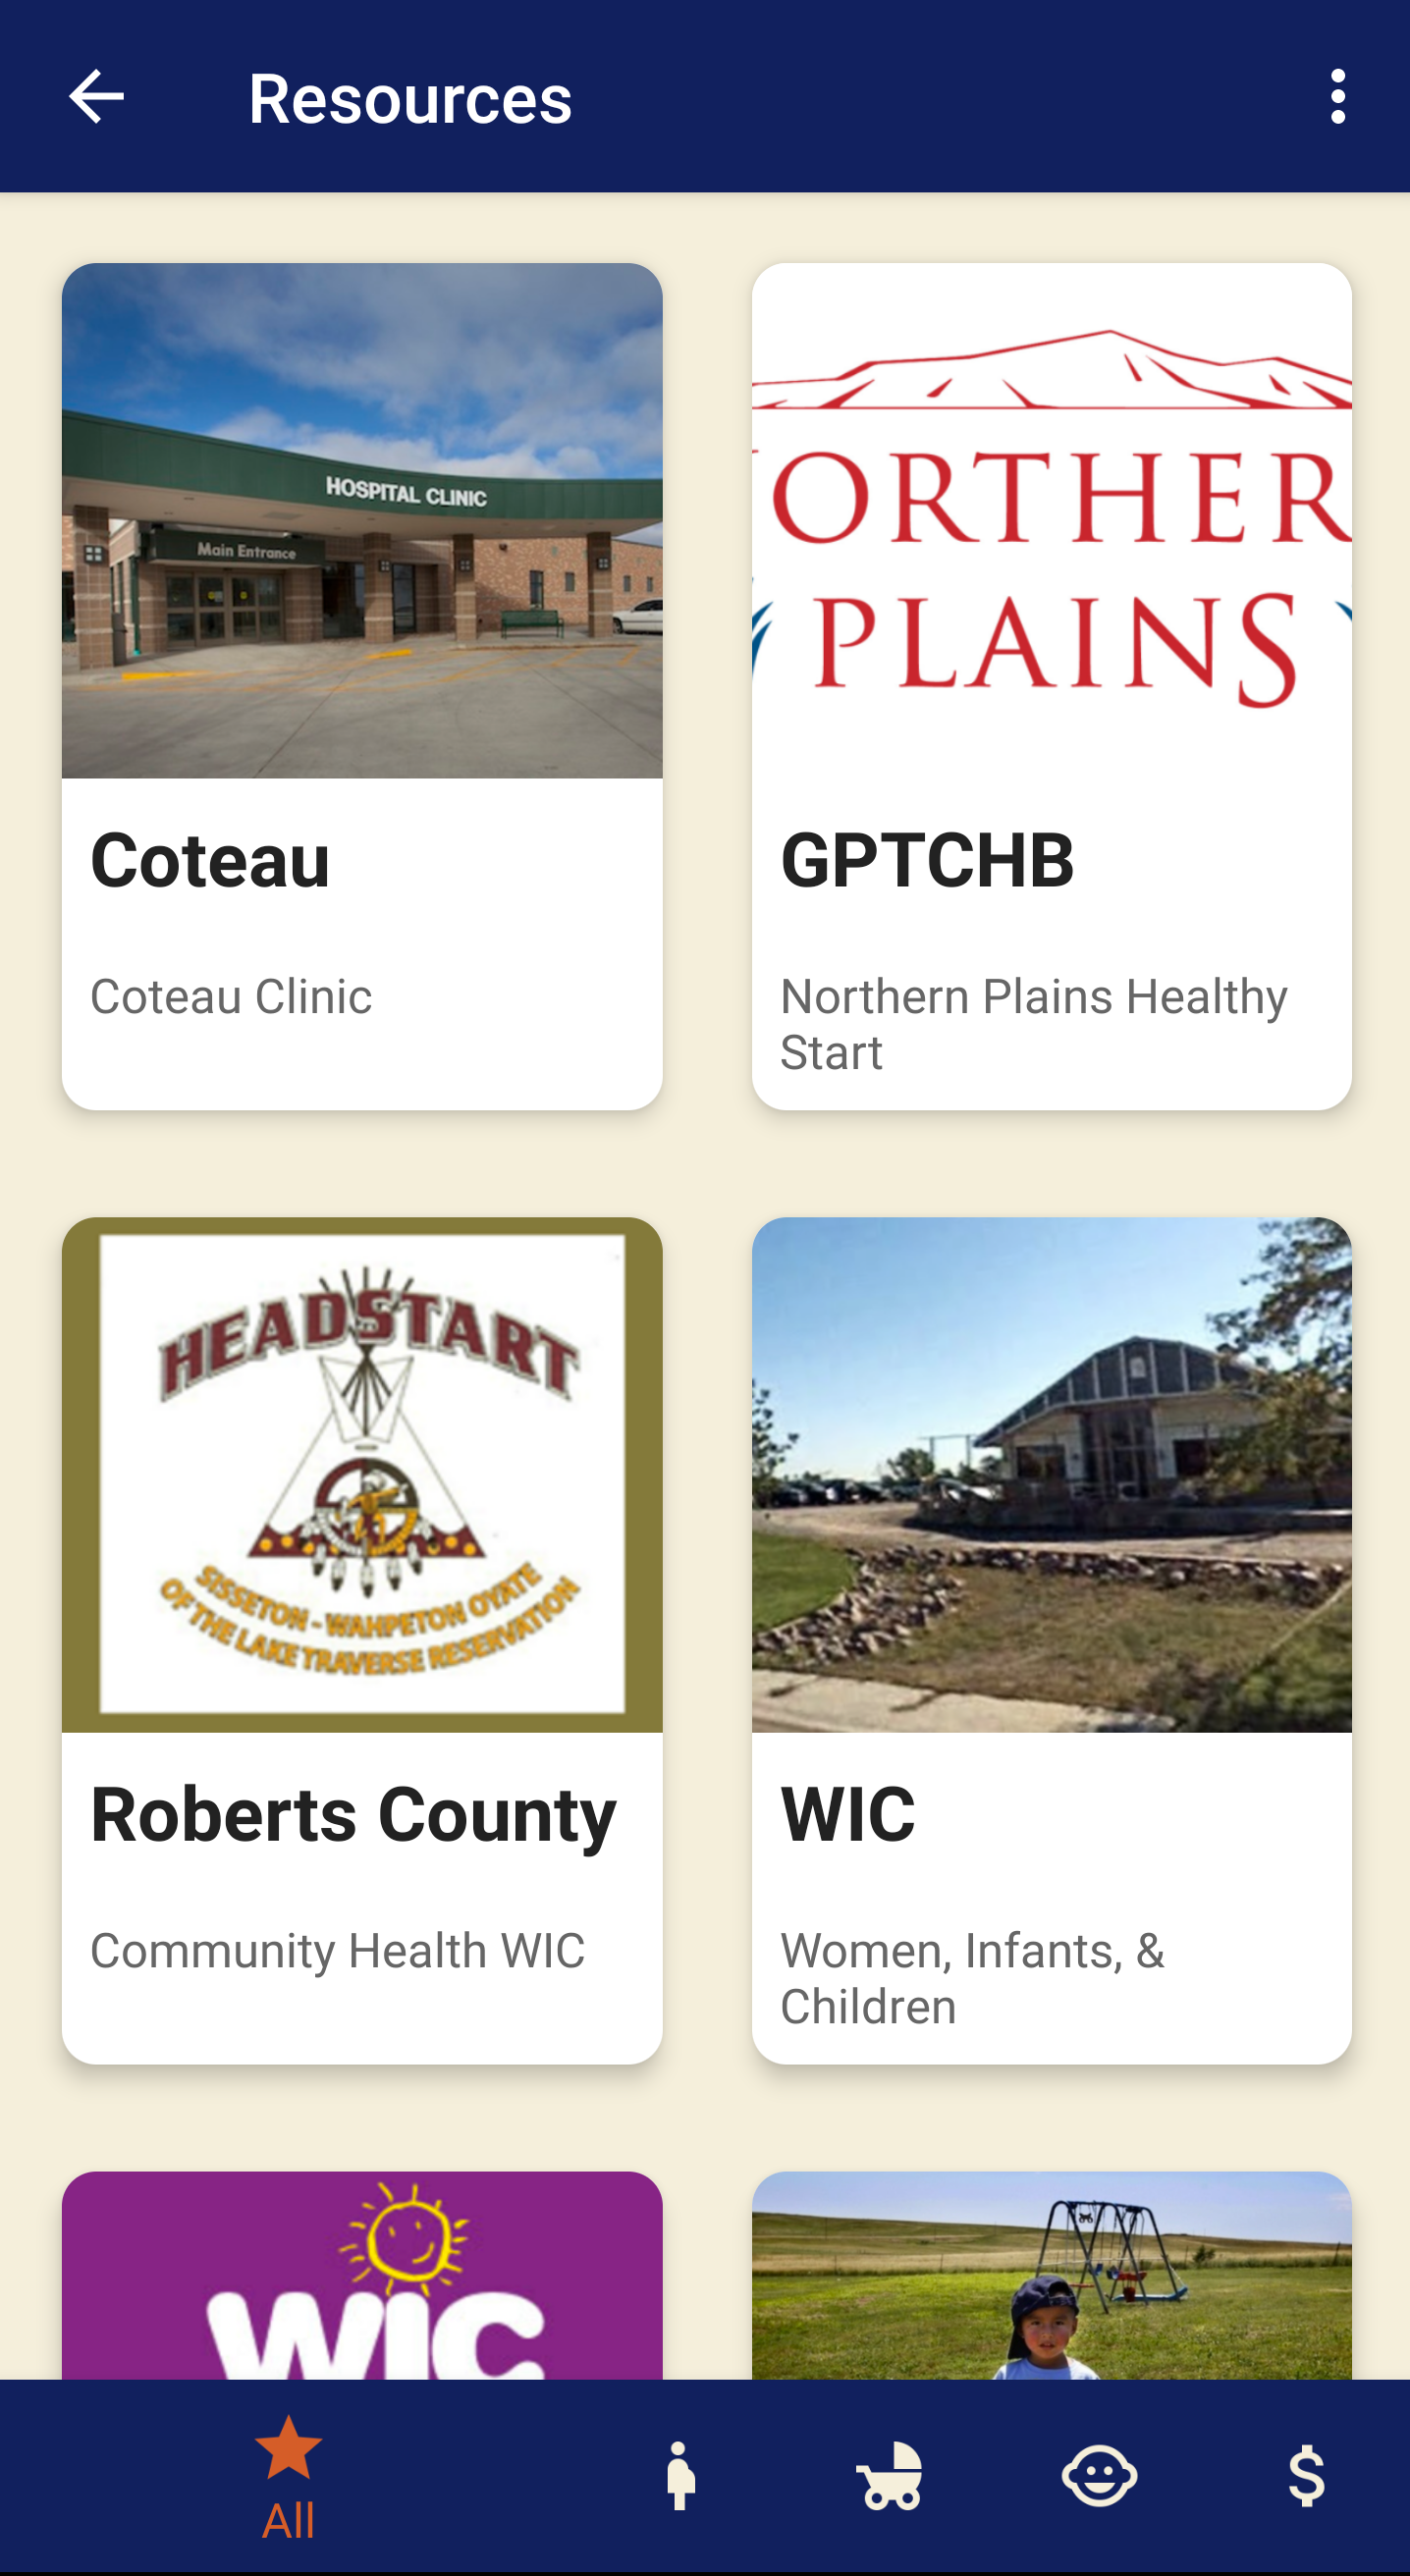 Resources
HOSPITAL CLINIC
Main Entrance
ORTHER
PLAINS
Coteau
GPTCHB
Coteau Clinic
Northern Plains Healthy
Start
HEADSTART
SISSETON - WAHPETON OYATE
OF THE LAKE TRAVERSE RESERVATION
Roberts County
WIC
Community Health WIC
Women, Infants, &
Children
WIC
All
$